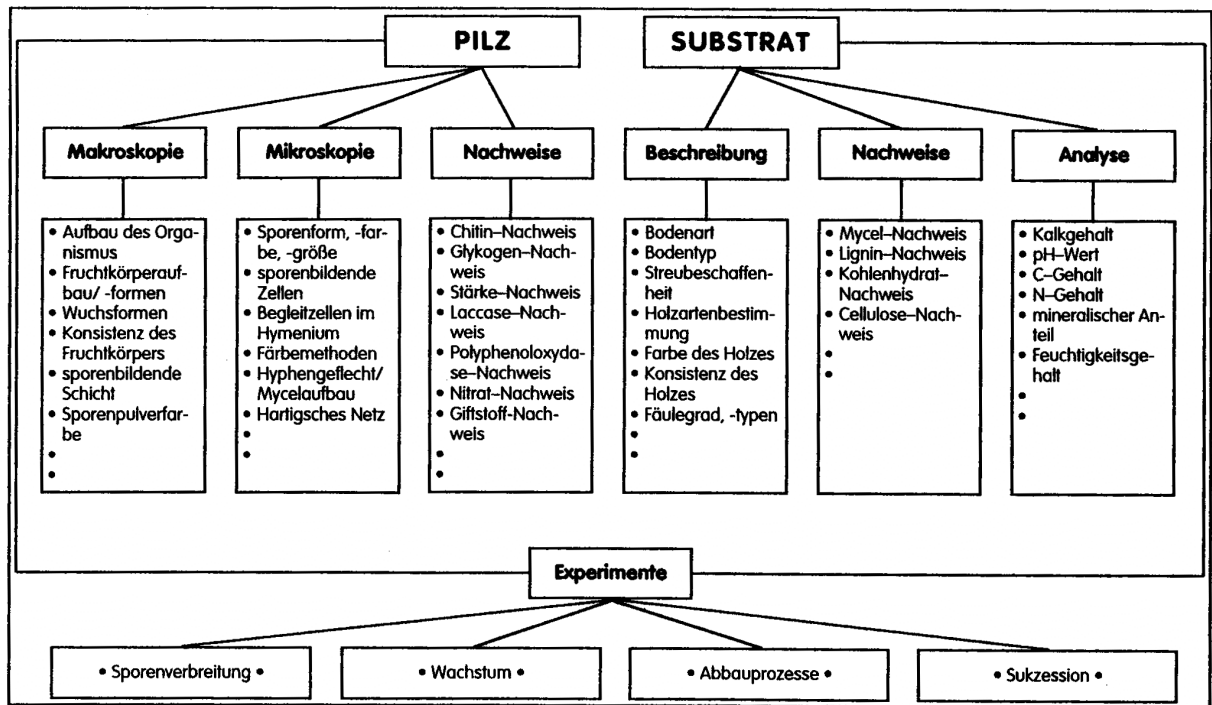 PILZ
SUBSTRAT
Makroskopie
Mikroskopie
Nachweise
Beschreibung
Nachweise
Analyse
• Aufbau des Orga-
nismus
• Fruchtkörperauf-
bau/ -formen
• Wuchsformen
• Konsistenz des
Fruchtkörpers
• sporenbildende
Schicht
• Sporenpulverfar-
be
•
•
• Sporenform, -far-
be, -größe
• sporenbildende
Zellen
• Begleitzellen im
Hymenium
• Färbemethoden
• Hyphengeflecht/
Mycelaufbau
• Hartigsches Netz
•
•
• Chitin–Nachweis
• Glykogen–Nach-
weis
• Stärke–Nachweis
• Laccase–Nach-
weis
• Polyphenoloxyda-
se–Nachweis
• Nitrat–Nachweis
• Giftstoff-Nach-
weis
•
•
• Bodenart
• Bodentyp
• Streubeschaffen-
heit
• Holzartenbestim-
mung
• Farbe des Holzes
• Konsistenz des
Holzes
• Fäulegrad, -typen
•
•
• Mycel–Nachweis
• Lignin–Nachweis
• Kohlenhydrat–
Nachweis
• Cellulose–Nach-
weis
•
•
• Kalkgehalt
• pH–Wert
• C–Gehalt
• N–Gehalt
• mineralischer An-
teil
• Feuchtigkeitsge-
halt
•
•
Experimente
• Sporenverbreitung •
• Wachstum •
• Abbauprozesse •
• Sukzession •